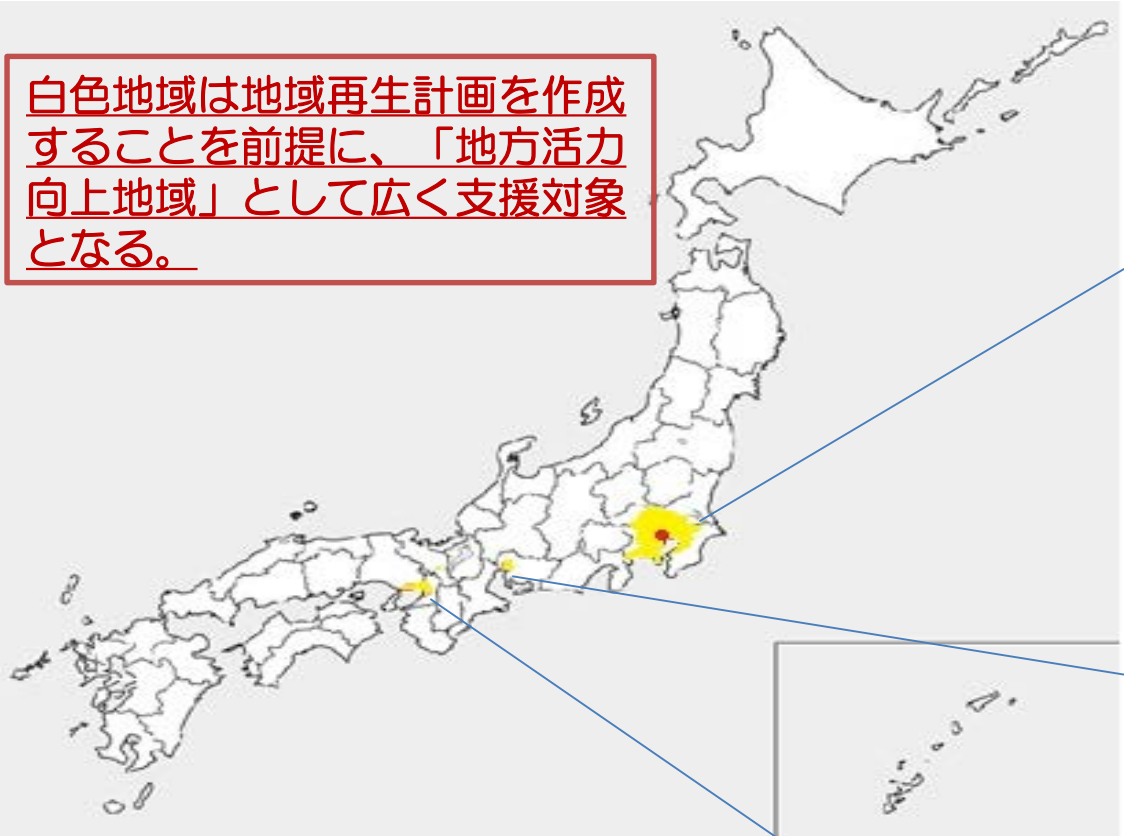 白色地域は地域再生計画を作成
することを前提に、「地方活力
向上地域」として広く支援対象
となる。